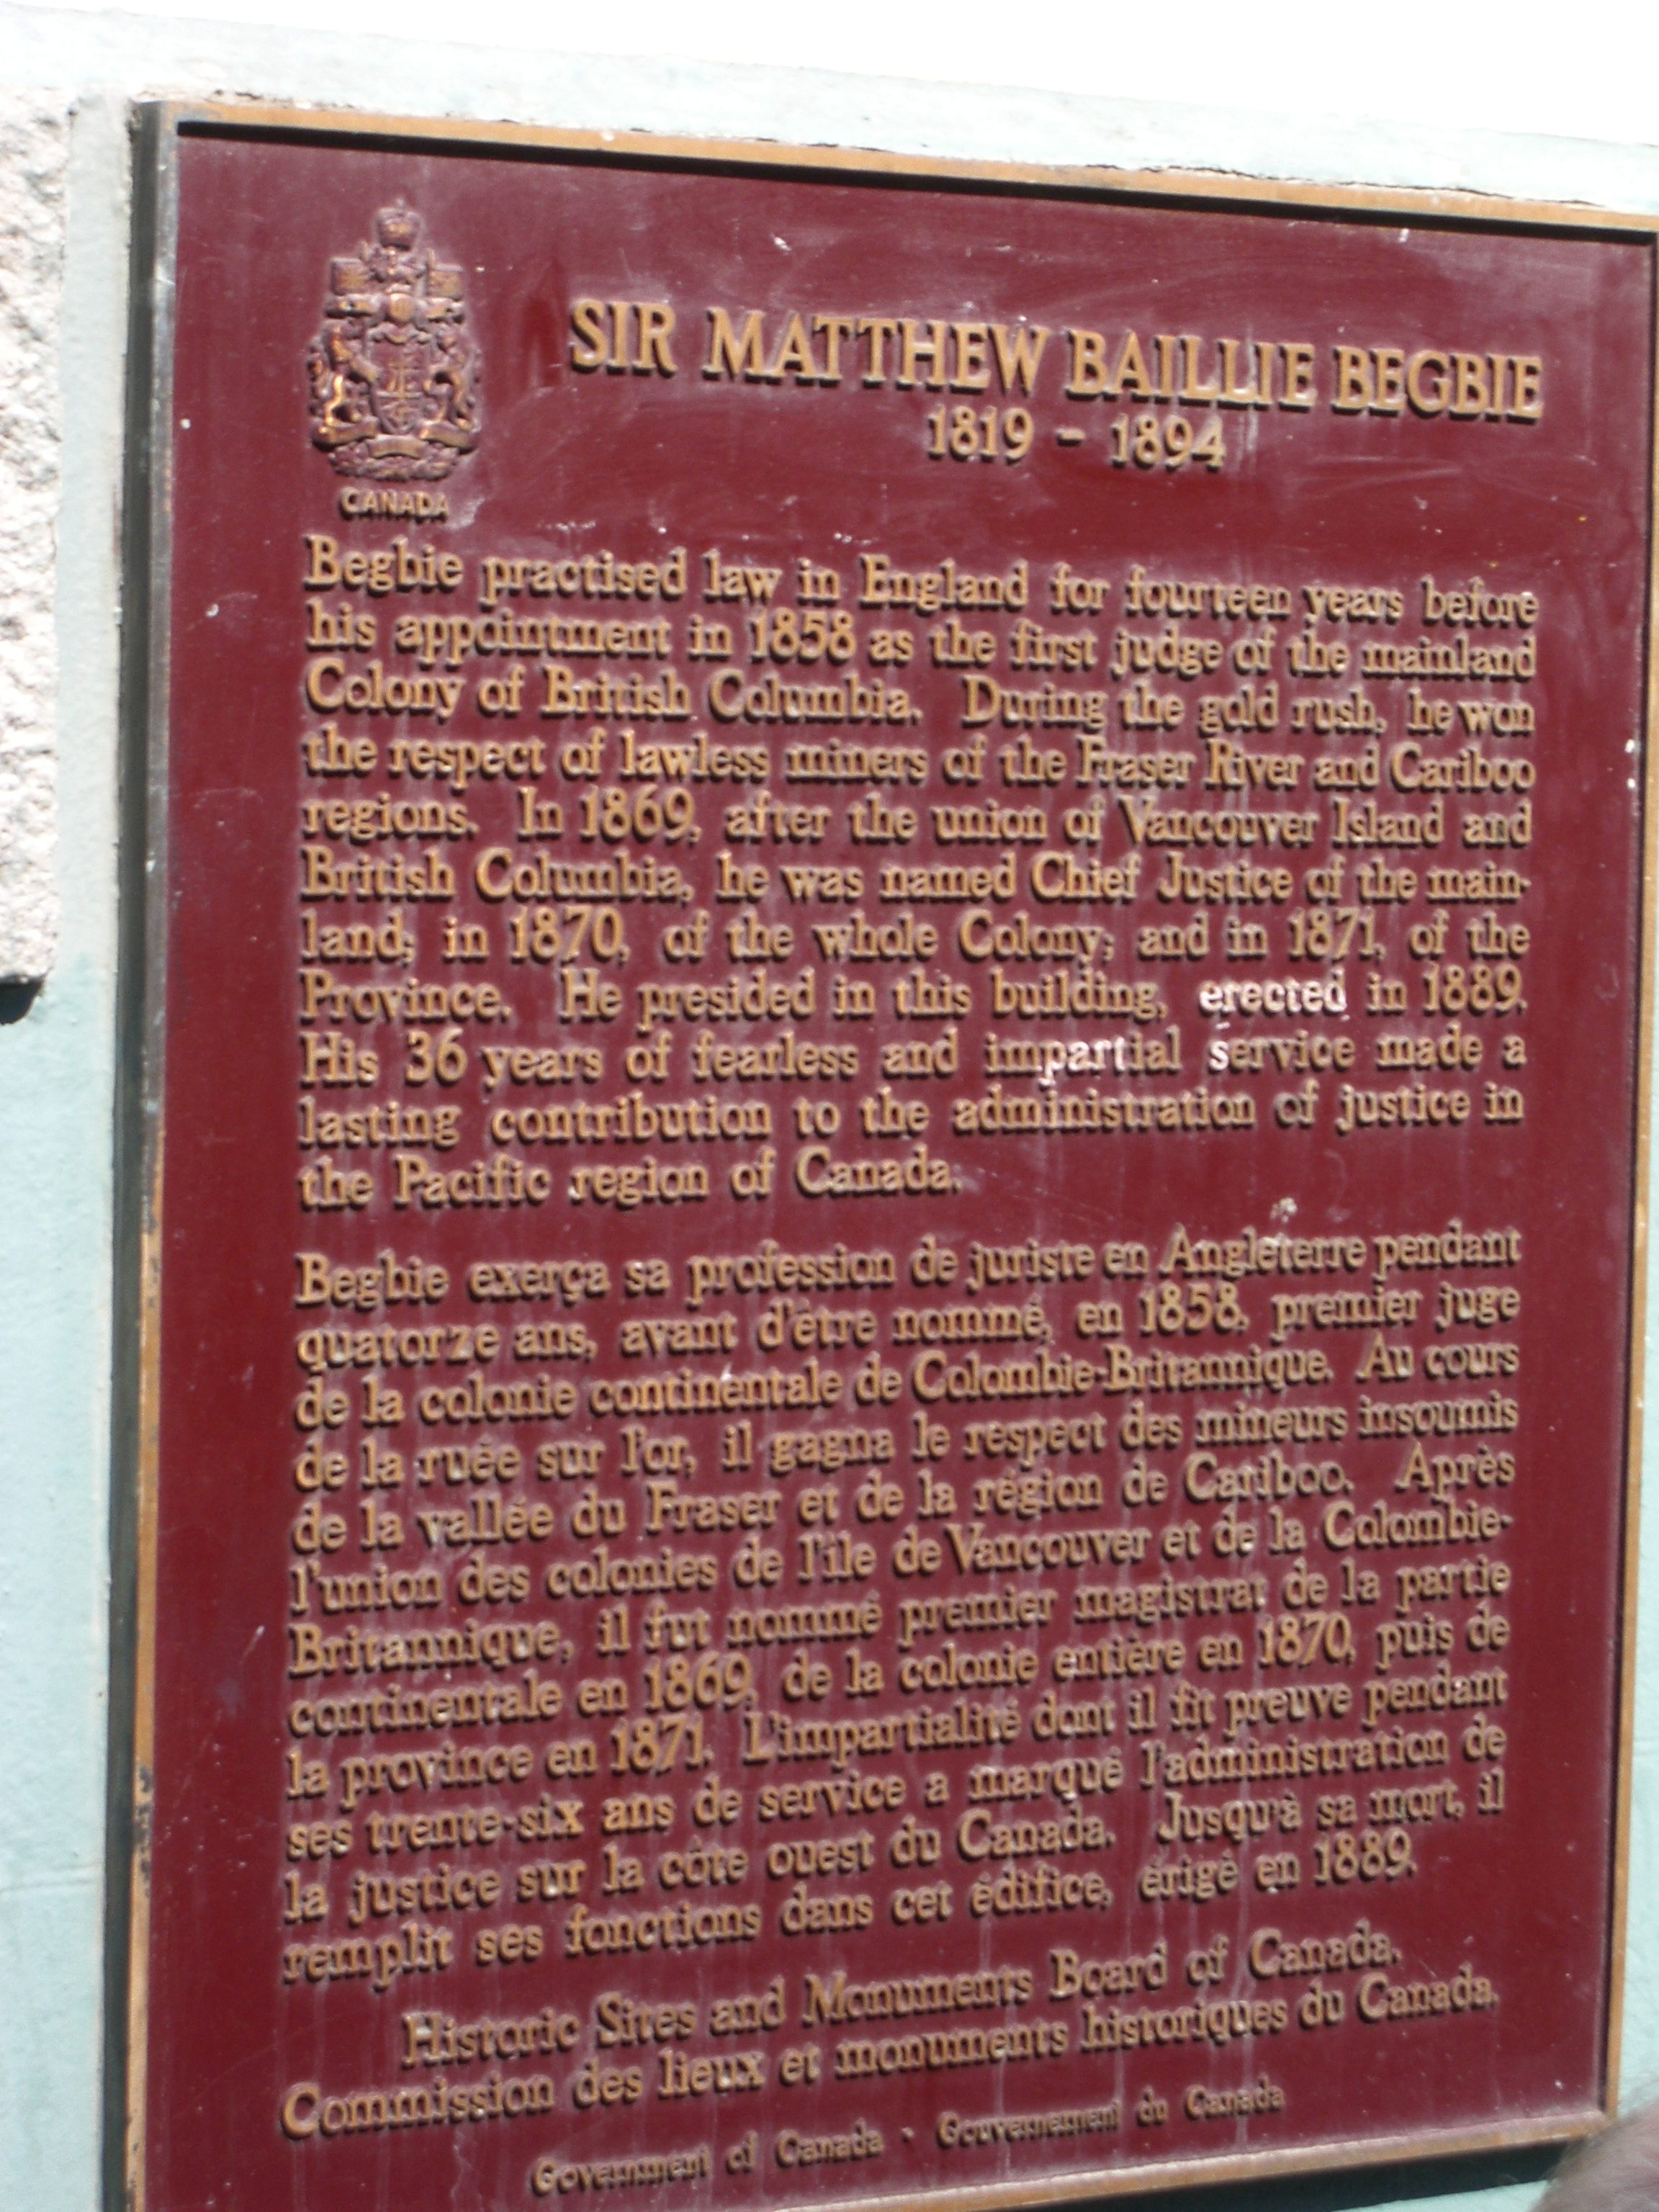 SIR MATTHEW BAILLIE BEGBIE
1819 - 1894
CANADA
Begbie practised law in England for fourteen years before
his appointment in 1858 as the first judge of the mainland
Colony of British Columbia. During the gold rush, he won
the respect of lawless miners of the Fraser River and Cariboo
regions. In 1869, after the union of Vancouver Island and
British Columbia, he was named Chief Justice of the main-
land; in 1870, of the whole Colony; and in 1871, of the
Province. He presided in this building, erected in 1889.
His 36 years of fearless and impartial service made a
lasting contribution to the administration of justice in
the Pacific region of Canada.
Begbie exerça sa profession de juriste en Angleterre pendant
quatorze ans, avant d'être nommé, en 1858, premier juge
de la colonie continentale de Colombie-Britannique. Au cours
de la ruée sur l'or, il gagna le respect des mineurs insoumis
de la vallée du Fraser et de la région de Cariboo. Après
l'union des colonies de l'île de Vancouver et de la Colombie-
Britannique, il fut nommé premier magistrat de la partie
continentale en 1869, de la colonie entière en 1870, puis de
la province en 1871. L'impartialité dont il fit preuve pendant
ses trente-six ans de service a marqué l'administration de
la justice sur la côte ouest du Canada. Jusqu'à sa mort, il
remplit ses fonctions dans cet édifice, érigé en 1889.
Historic Sites and Monuments Board of Canada.
Commission des lieux et monuments historiques du Canada.
Government of Canada · Gouvernement du Canada